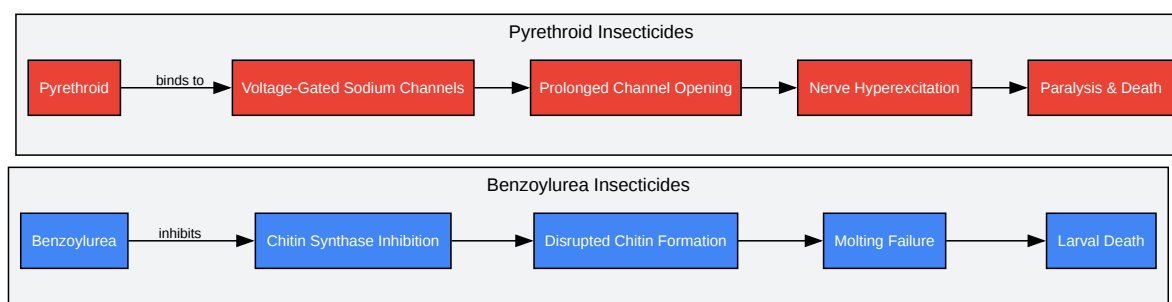 Pyrethroid Insecticides
Pyrethroid
binds to
Voltage-Gated Sodium Channels
Prolonged Channel Opening
Nerve Hyperexcitation
Paralysis & Death
Benzoylurea Insecticides
Benzoylurea
inhibits
Chitin Synthase Inhibition
Disrupted Chitin Formation
Molting Failure
Larval Death